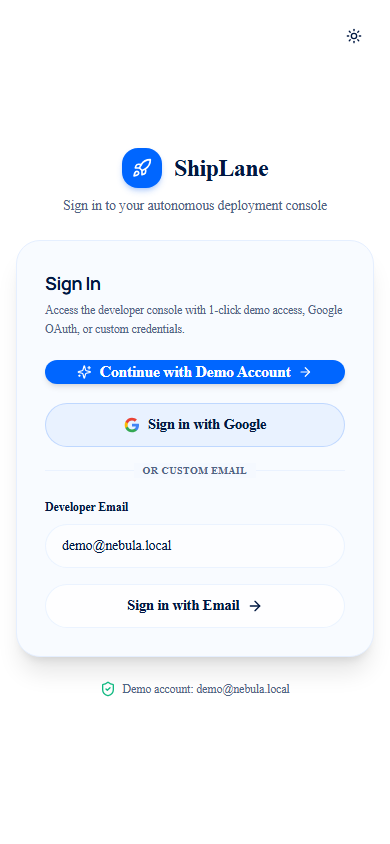 ShipLane
Sign in to your autonomous deployment console
Sign In
Access the developer console with 1-click demo access, Google
OAuth, or custom credentials.
Continue with Demo Account
Sign in with Google
OR CUSTOM EMAIL
Developer Email
demo@nebula.local
Sign in with Email
Demo account: demo@nebula.local